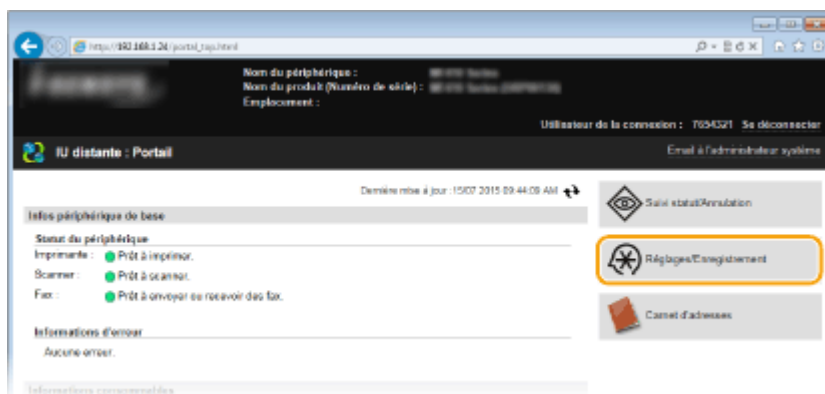 http://192.168.1.24/portal_top.html
Nom du périphérique :
Nom du produit (Numéro de série) :
Emplacement :
Utilisateur de la connexion : 7654321 Se déconnecter
IU distante : Portail
Email à l'administrateur système
Dernière mise à jour :15/07 2015 09:44:09 AM
Infos périphérique de base
Statut du périphérique
Imprimante : Prêt à imprimer.
Scanner : Prêt à scanner.
Fax : Prêt à envoyer ou recevoir des fax.
Informations d'erreur
Aucune erreur.
Informations consommables
Suivi statut/Annulation
Réglages/Enregistrement
Carnet d'adresses